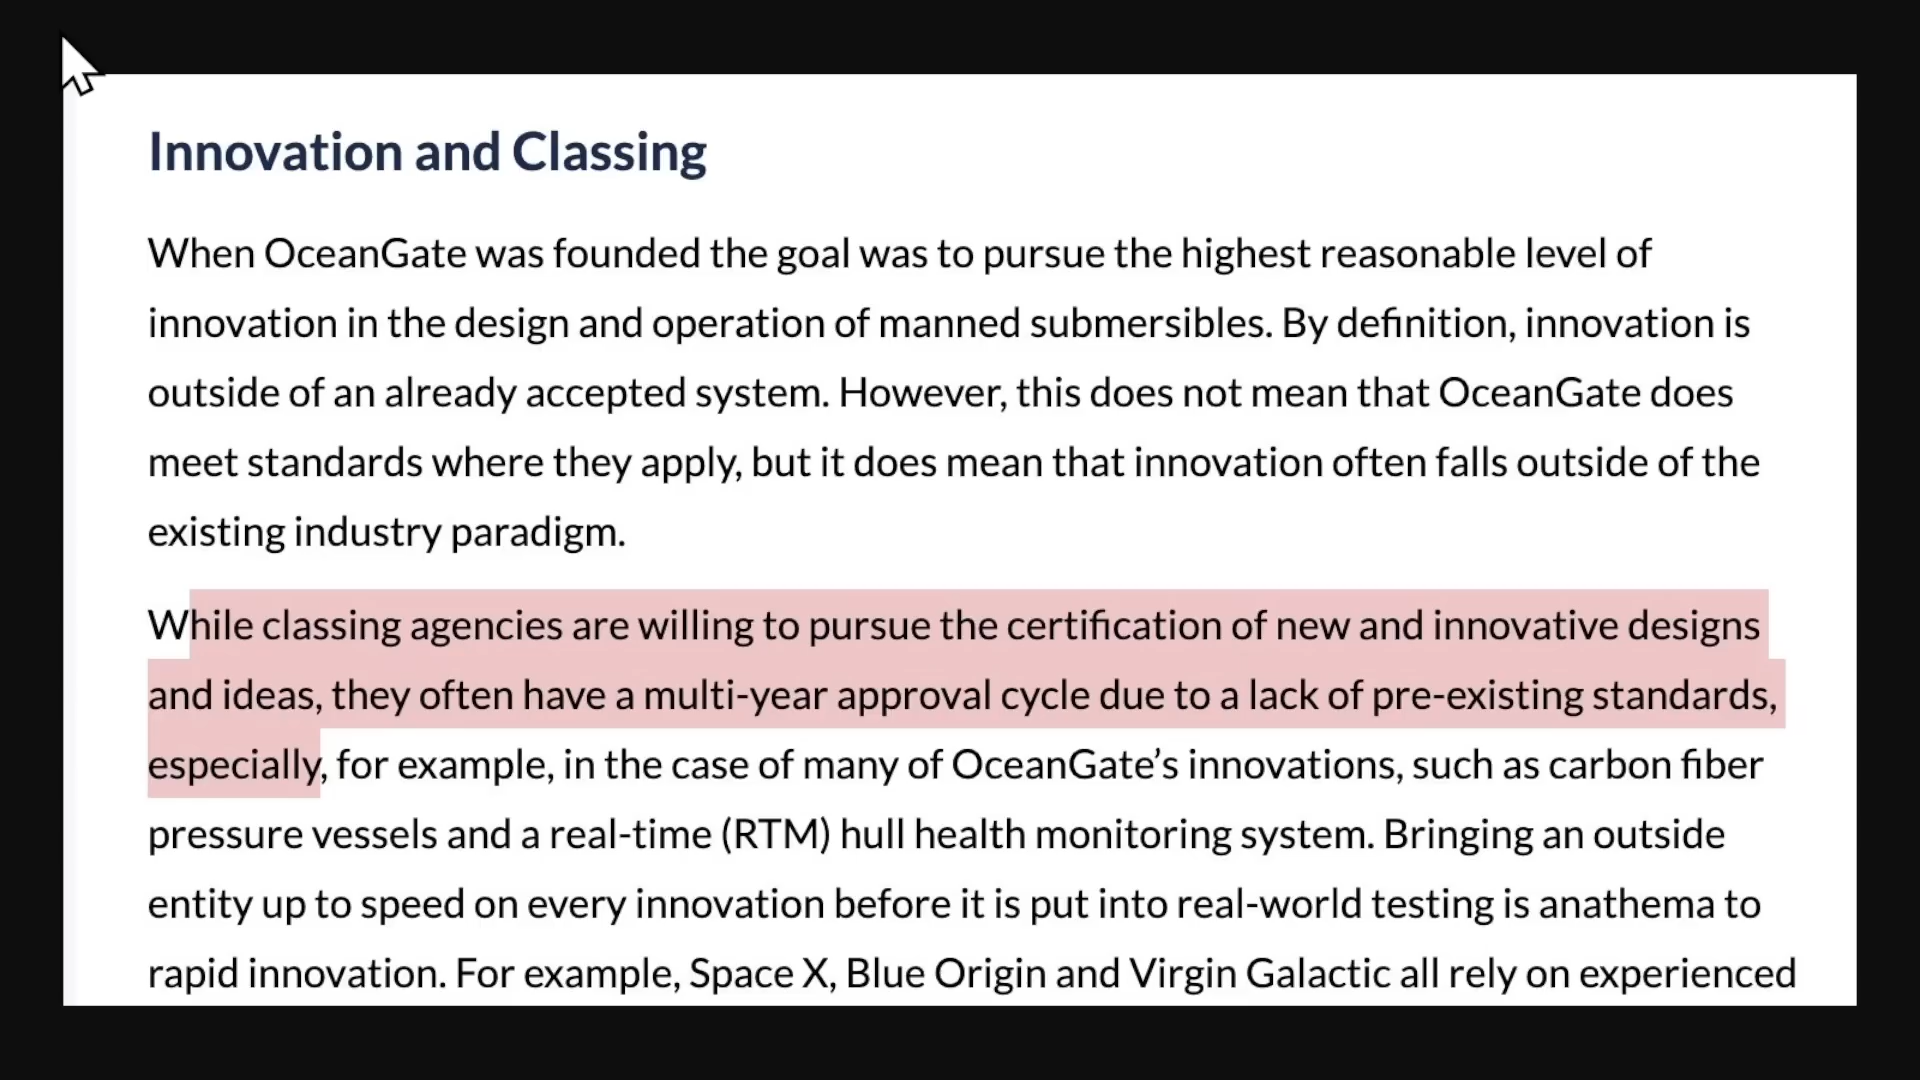 Innovation and Classing
When OceanGate was founded the goal was to pursue the highest reasonable level of
innovation in the design and operation of manned submersibles. By definition, innovation is
outside of an already accepted system. However, this does not mean that OceanGate does
meet standards where they apply, but it does mean that innovation often falls outside of the
existing industry paradigm.
While classing agencies are willing to pursue the certification of new and innovative designs
and ideas, they often have a multi-year approval cycle due to a lack of pre-existing standards,
especially, for example, in the case of many of OceanGate’s innovations, such as carbon fiber
pressure vessels and a real-time (RTM) hull health monitoring system. Bringing an outside
entity up to speed on every innovation before it is put into real-world testing is anathema to
rapid innovation. For example, Space X, Blue Origin and Virgin Galactic all rely on experienced